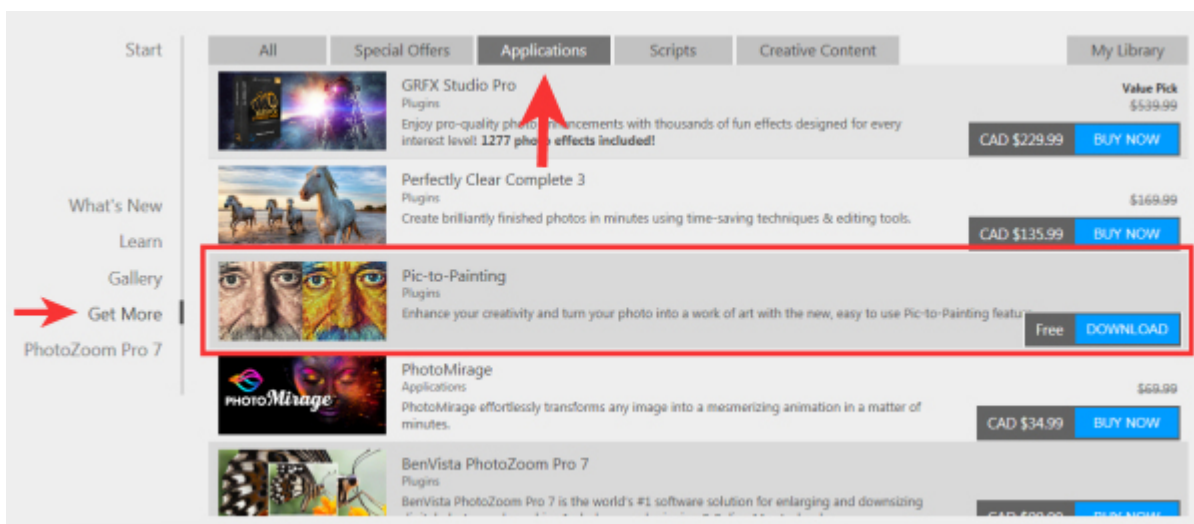 Start
What's New
Learn
Gallery
Get More
PhotoZoom Pro 7
All Special Offers Applications Scripts Creative Content My Library
GRFX Studio Pro
Plugins
Enjoy pro-quality photo enhancements with thousands of fun effects designed for every
interest level! 1277 photo effects included!
Value Pick
$539.99
CAD $229.99 BUY NOW
Perfectly Clear Complete 3
Plugins
Create brilliantly finished photos in minutes using time-saving techniques & editing tools.
$169.99
CAD $135.99 BUY NOW
Pic-to-Painting
Plugins
Enhance your creativity and turn your photo into a work of art with the new, easy to use Pic-to-Painting
Free DOWNLOAD
PHOTO Mirage
PhotoMirage
Applications
PhotoMirage effortlessly transforms any image into a mesmerizing animation in a matter of
minutes.
$69.99
CAD $34.99 BUY NOW
BenVista PhotoZoom Pro 7
Plugins
BenVista PhotoZoom Pro 7 is the world's #1 software solution for enlarging and downsizing
BUY NOW